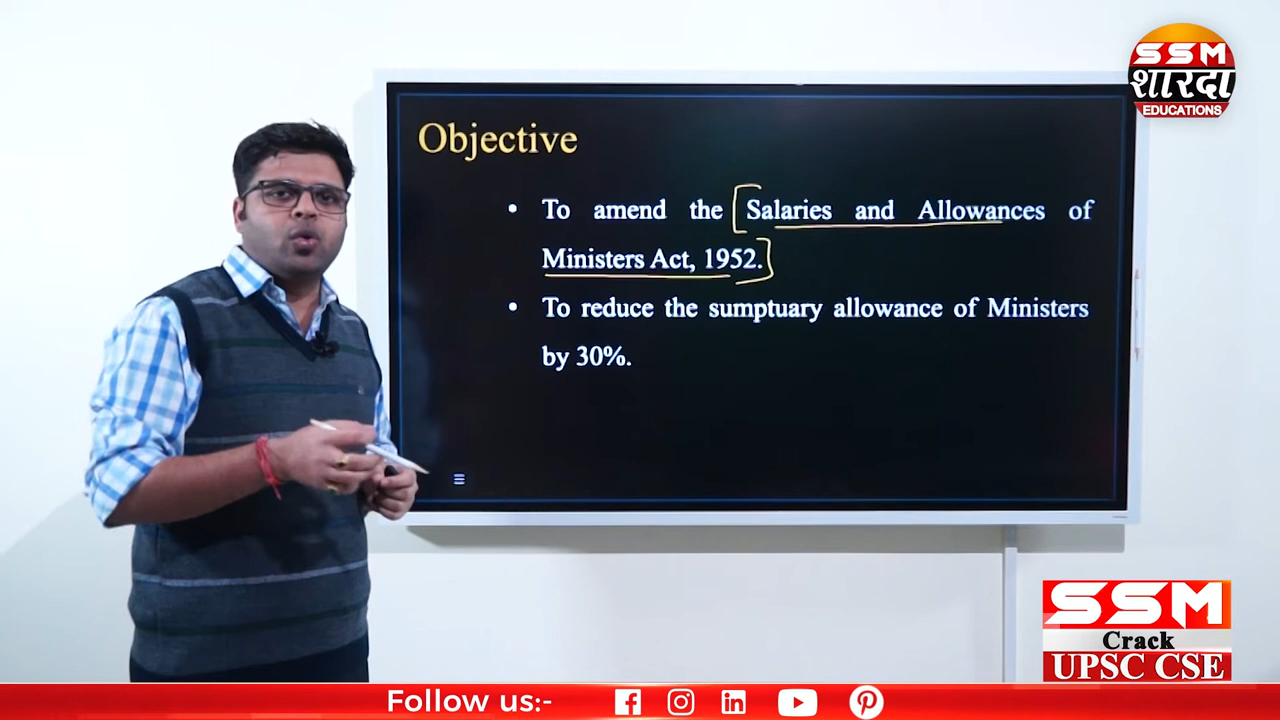 SSM
शारदा
EDUCATIONS
Objective
• To amend the Salaries and Allowances of
Ministers Act, 1952.
• To reduce the sumptuary allowance of Ministers
by 30%.
SSM
Crack
UPSC CSE
Follow us:-